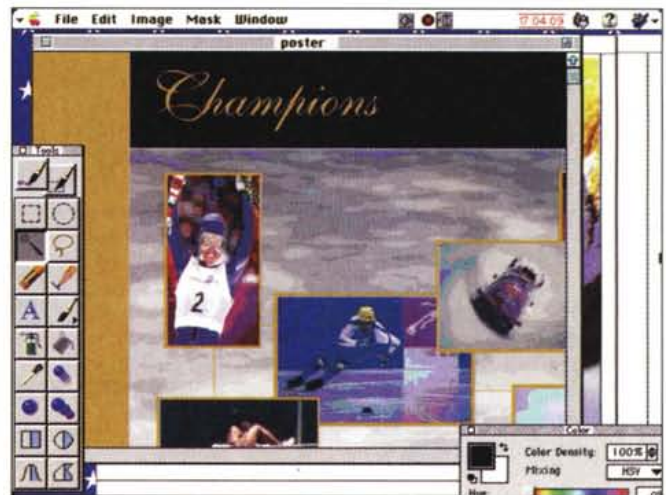 File Edit Image Mask Window
17:04:09
poster
Champions
Tools
2
A
Color
Color Density: 100%
Mixing HSV